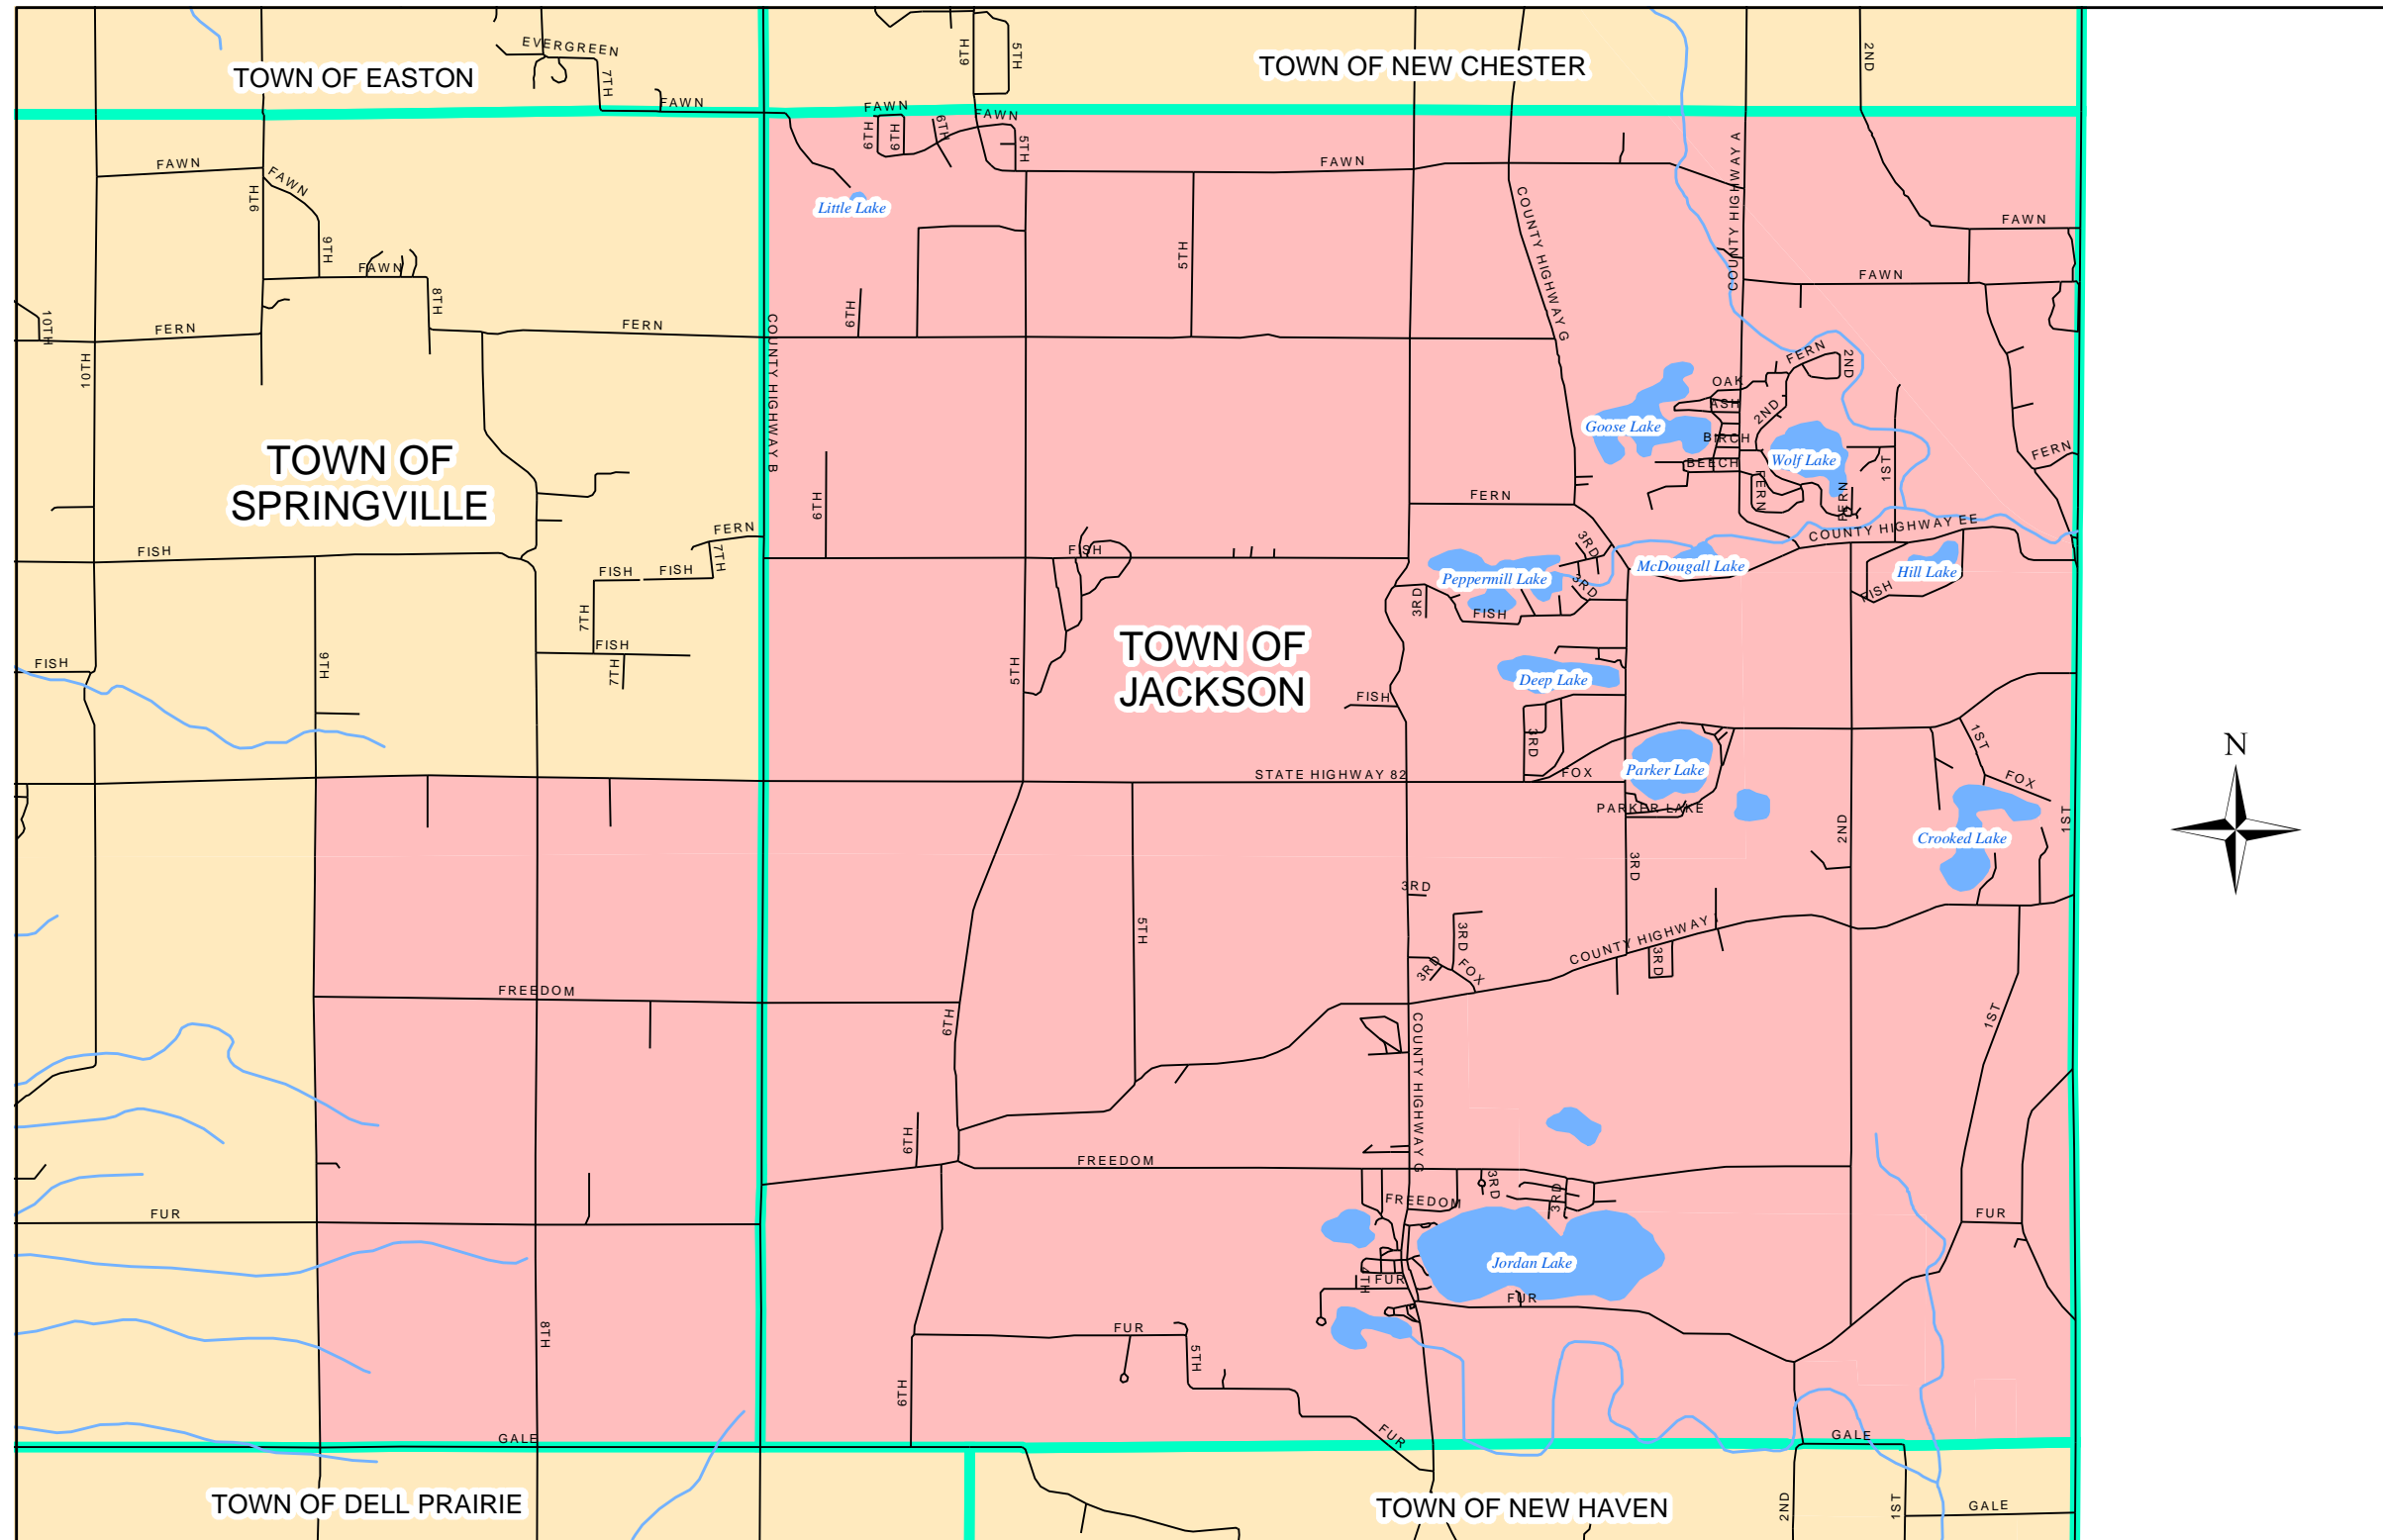 EVERGREEN
6TH
5TH
2ND
TOWN OF EASTON
7TH
TOWN OF NEW CHESTER
FAWN
FAWN
FAWN
6TH
6TH
6TH
5TH
FAWN
FAWN
FAWN
9TH
9TH
FAWN
8TH
Little Lake
5TH
COUNTY HIGHWAY G
COUNTY HIGHWAY A
FAWN
FAWN
10TH
10TH
FERN
FERN
6TH
COUNTY HIGHWAY B
FERN
2ND
OAK
ASH
2ND
BIRCH
BEECH
Goose Lake
Wolf Lake
FERN
FERN
1ST
FERN
TOWN OF
SPRINGVILLE
6TH
FERN
FERN
7TH
FISH
FISH
FISH
7TH
FISH
7TH
FISH
9TH
FISH
3RD
3RD
3RD
Peppermill Lake
FISH
McDougall Lake
COUNTY HIGHWAY EE
Hill Lake
FISH
TOWN OF
JACKSON
5TH
FISH
Deep Lake
3RD
N
STATE HIGHWAY 82
FOX
Parker Lake
PARKER LAKE
1ST
FOX
1ST
Crooked Lake
2ND
3RD
3RD
5TH
3RD
3RD
FOX
COUNTY HIGHWAY I
3RD
FREEDOM
6TH
COUNTY HIGHWAY G
1ST
6TH
FREEDOM
3RD
3RD
FREEDOM
FUR
FUR
Jordan Lake
4TH
FUR
FUR
8TH
FUR
5TH
6TH
FUR
GALE
GALE
TOWN OF DELL PRAIRIE
TOWN OF NEW HAVEN
2ND
1ST
GALE